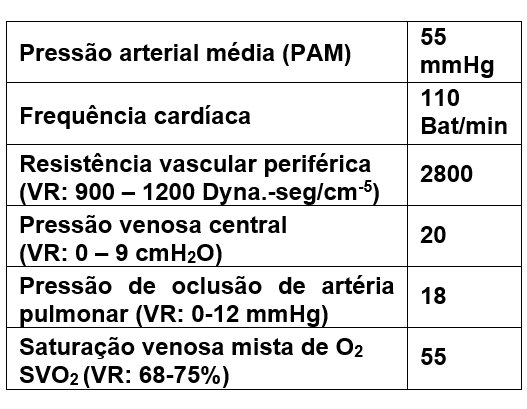 Pressão arterial média (PAM)
55
mmHg
Frequência cardíaca
110
Bat/min
Resistência vascular periférica
(VR: 900 – 1200 Dyna.-seg/cm-5)
2800
Pressão venosa central
(VR: 0 – 9 cmH2O)
20
Pressão de oclusão de artéria
pulmonar (VR: 0-12 mmHg)
18
Saturação venosa mista de O2
SVO2 (VR: 68-75%)
55